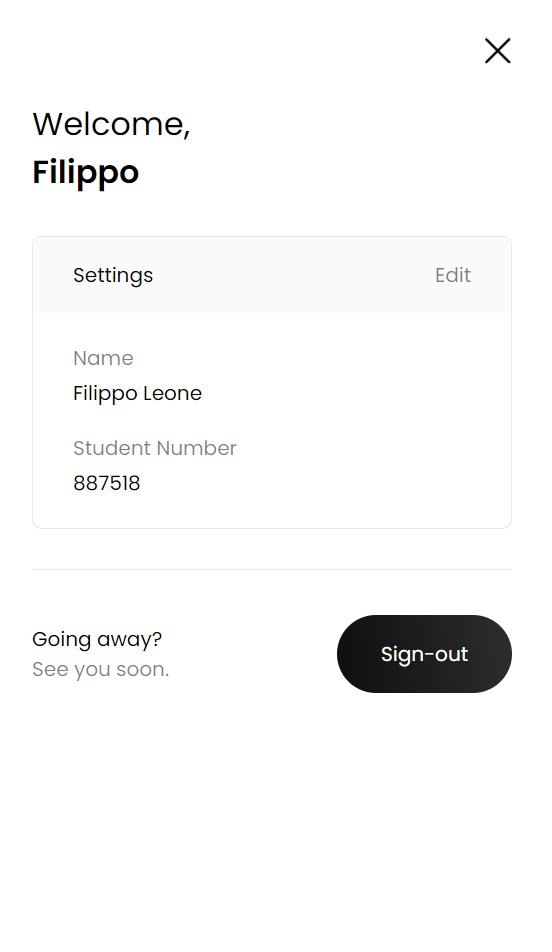 Welcome,
Filippo
Settings
Edit
Name
Filippo Leone
Student Number
887518
Going away?
See you soon.
Sign-out